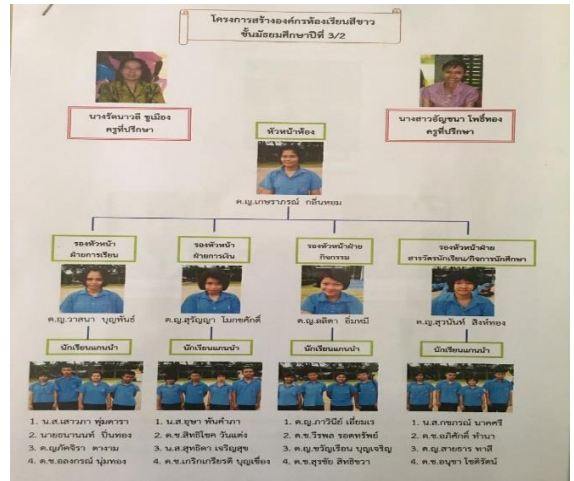 โครงการสร้างองค์กรห้องเรียนสีขาว
ชั้นมัธยมศึกษาปีที่ 3/2
นางรัตนาวดี ชูเมือง
ครูที่ปรึกษา
นางสาวอัญชนา โพธิ์ทอง
ครูที่ปรึกษา
หัวหน้าห้อง
ด.ญ.เกษราภรณ์ กลิ่นหอม
รองหัวหน้า
ฝ่ายการเรียน
รองหัวหน้า
ฝ่ายการเงิน
รองหัวหน้าฝ่าย
กิจกรรม
รองหัวหน้าฝ่าย
สารวัตรนักเรียน/กิจการนักศึกษา
ด.ญ.วาสนา บุญพันธ์
ด.ญ.สุรัญญา โมกขศักดิ์
ด.ญ.ลลิตา อิ่มหมี
ด.ญ.สุวนันท์ สิงห์ทอง
นักเรียนแกนนำ
นักเรียนแกนนำ
นักเรียนแกนนำ
นักเรียนแกนนำ
1. น.ส.เสาวภา พุ่มดารา
2. นายธนานนท์ ปิ่นทอง
3. ด.ญ.ภัคจิรา ดางาม
4. ด.ช.อลงกรณ์ นุ่มทอง
1. น.ส.อุษา พันคำภา
2. ด.ช.สิทธิโชค วันแต่ง
3. น.ส.สุทธิดา เจริญสุข
4. ด.ช.เกริกเกียรติ บุญเชื่อง
1. ด.ญ.ภาวินีย์ เอี่ยมเร
2. ด.ช.วีรพล รอดทรัพย์
3. ด.ญ.ขวัญเรือน บุญเจริญ
4. ด.ช.สุรชัย สิทธิขวา
1. น.ส.กชภรณ์ นาคศรี
2. ด.ช.อภิศักดิ์ ทำนา
3. ด.ญ.สายธาร ทาสี
4. ด.ช.อนุชา โชติรัตน์